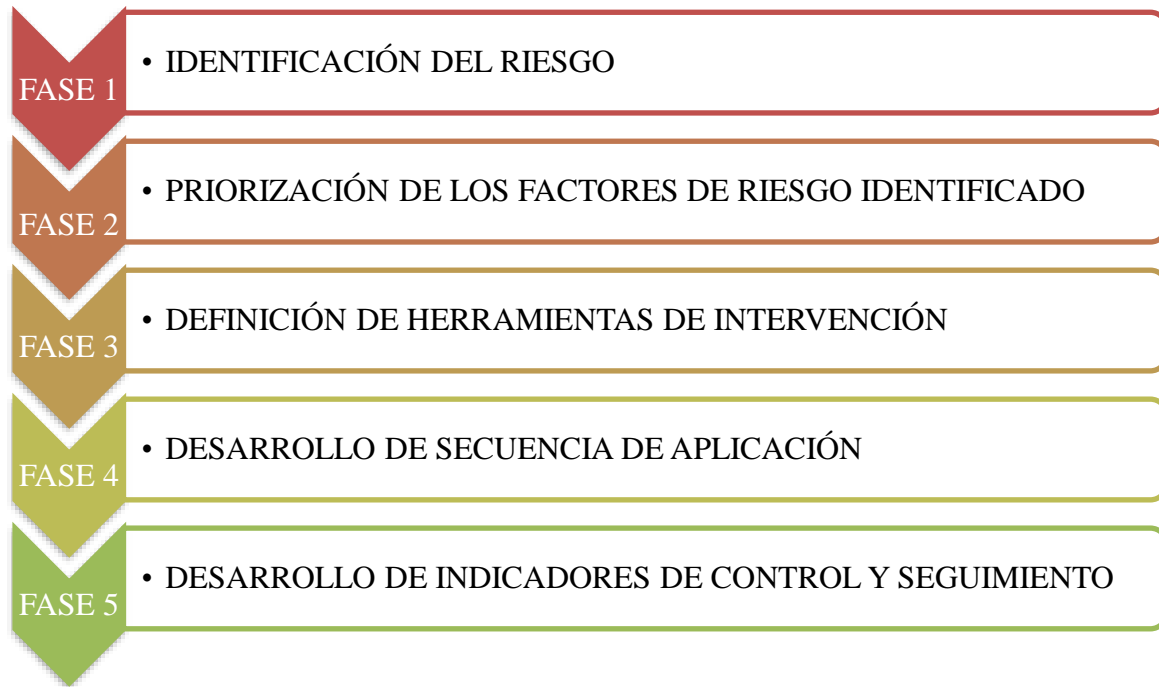 FASE 1
• IDENTIFICACIÓN DEL RIESGO
FASE 2
• PRIORIZACIÓN DE LOS FACTORES DE RIESGO IDENTIFICADO
FASE 3
• DEFINICIÓN DE HERRAMIENTAS DE INTERVENCIÓN
FASE 4
• DESARROLLO DE SECUENCIA DE APLICACIÓN
FASE 5
• DESARROLLO DE INDICADORES DE CONTROL Y SEGUIMIENTO